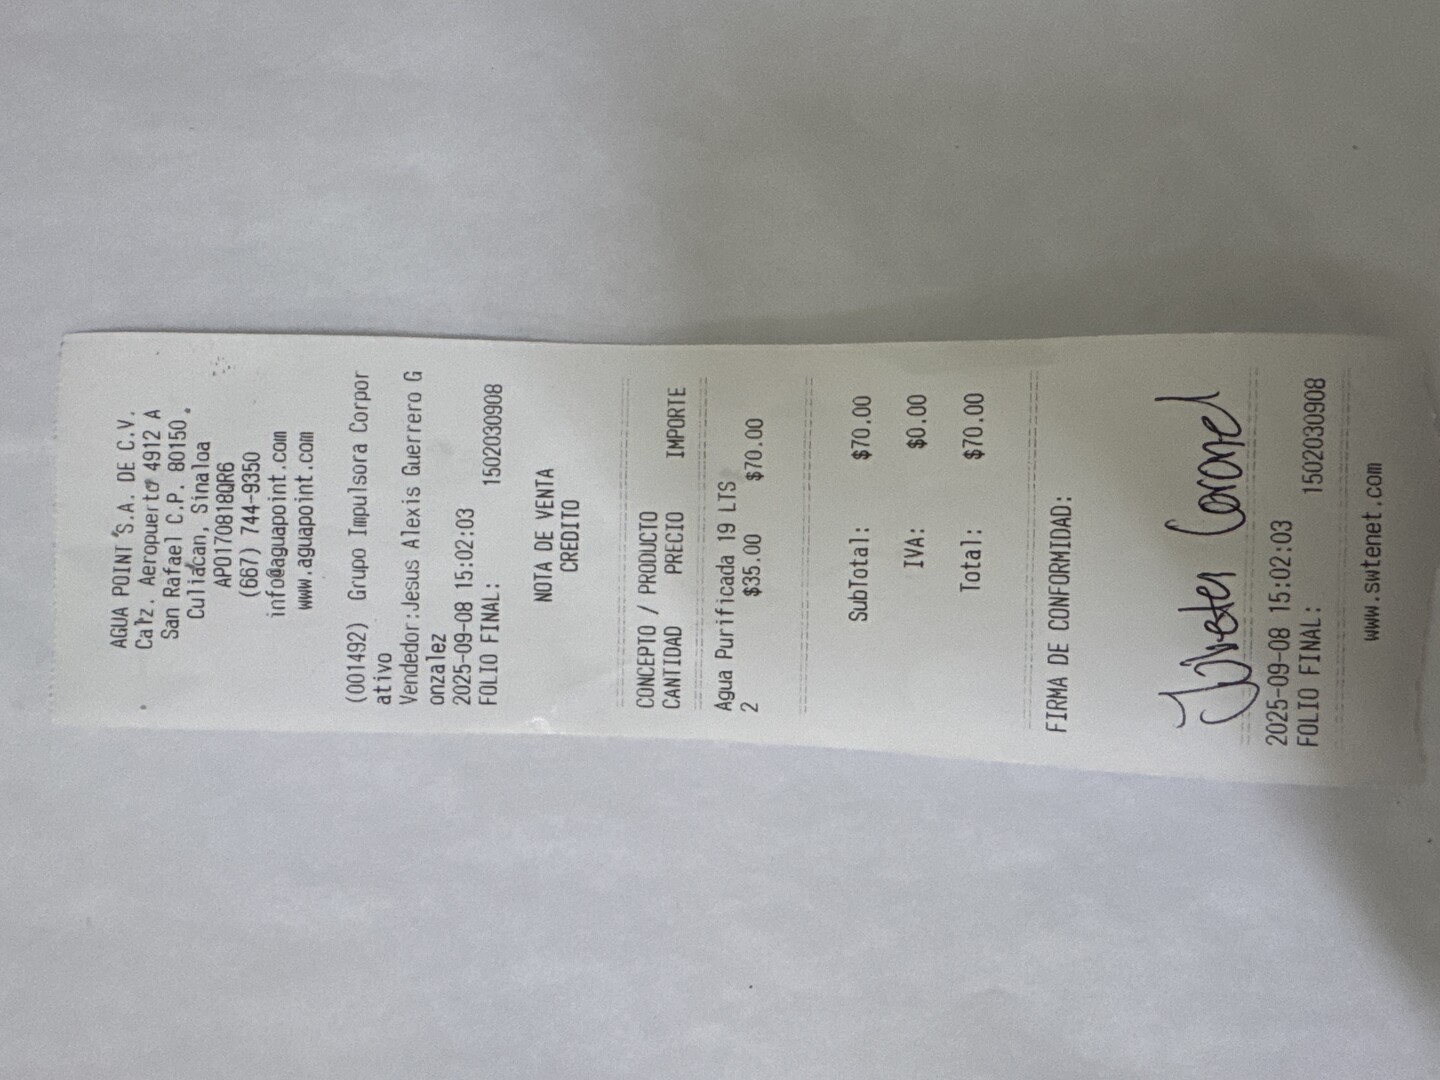 AGUA POINT S.A. DE C.V.
Calz. Aeropuerto 4912 A
San Rafael C.P. 80150,
Culiacan, Sinaloa
APO170818QR6
(667) 744-9350
info@aguapoint.com
www.aguapoint.com
(001492) Grupo Impulsora Corpor
ativo
Vendedor:Jesus Alexis Guerrero G
onzalez
2025-09-08 15:02:03
FOLIO FINAL: 1502030908
NOTA DE VENTA
CREDITO
CONCEPTO / PRODUCTO
CANTIDAD PRECIO IMPORTE
Agua Purificada 19 LTS
2 $35.00 $70.00
SubTotal: $70.00
IVA: $0.00
Total: $70.00
FIRMA DE CONFORMIDAD:
Coronel
2025-09-08 15:02:03
FOLIO FINAL: 1502030908
www.swtenet.com